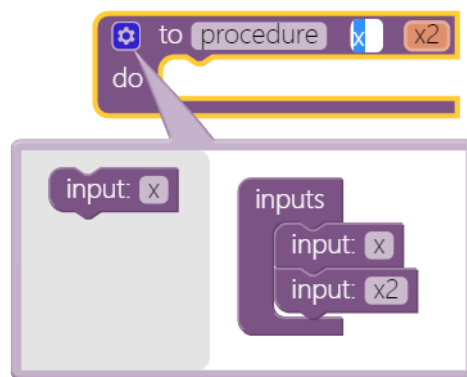 to procedure x x2
do
input: x
inputs
input: x
input: x2